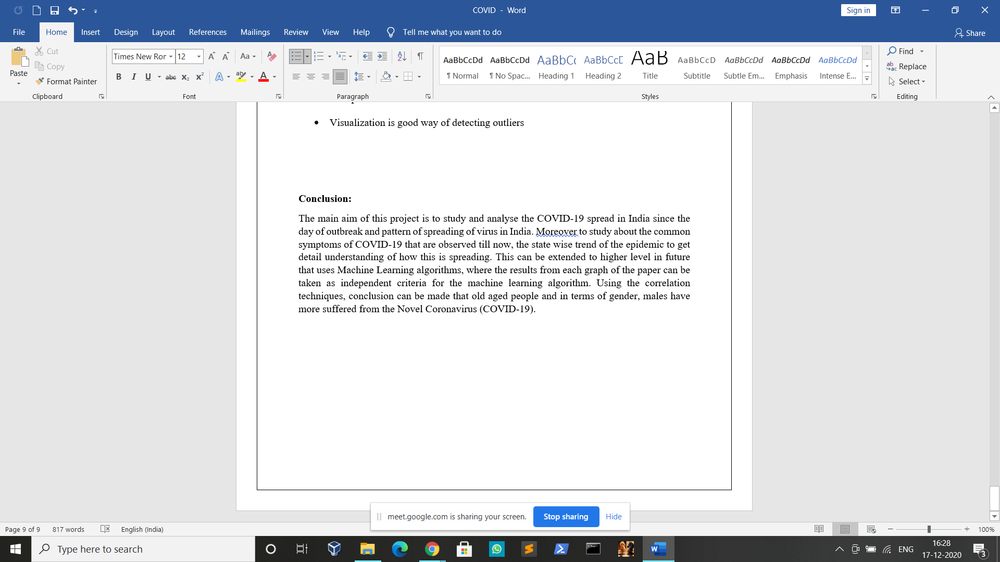 COVID - Word
Sign in
File Home Insert Design Layout References Mailings Review View Help Tell me what you want to do
Share
Paste
Cut
Copy
Format Painter
Clipboard
Times New Ror 12
Aa
B I U abc x₂ x² A ab A
Font
Paragraph
AaBbCcDd AaBbCcDd AaBbC AaBbCcE AaB AaBbCcD AaBbCcDd AaBbCcDd AaBbCcDd
¶ Normal ¶ No Spac... Heading 1 Heading 2 Title Subtitle Subtle Em... Emphasis Intense E...
Styles
Find
Replace
Select
Editing
• Visualization is good way of detecting outliers
Conclusion:
The main aim of this project is to study and analyse the COVID-19 spread in India since the
day of outbreak and pattern of spreading of virus in India. Moreover to study about the common
symptoms of COVID-19 that are observed till now, the state wise trend of the epidemic to get
detail understanding of how this is spreading. This can be extended to higher level in future
that uses Machine Learning algorithms, where the results from each graph of the paper can be
taken as independent criteria for the machine learning algorithm. Using the correlation
techniques, conclusion can be made that old aged people and in terms of gender, males have
more suffered from the Novel Coronavirus (COVID-19).
meet.google.com is sharing your screen. Stop sharing Hide
Page 9 of 9 817 words English (India)
100%
Type here to search
ENG
16:28
17-12-2020
3